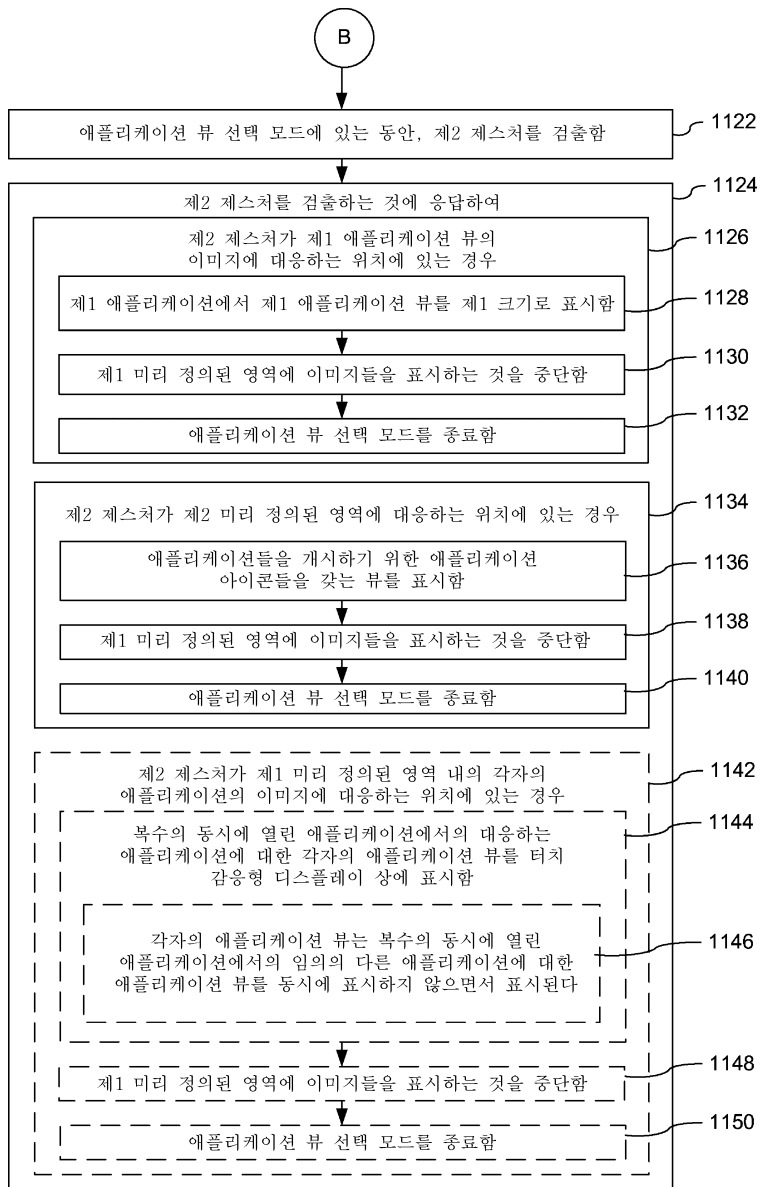 B
애플리케이션 뷰 선택 모드에 있는 동안, 제2 제스처를 검출함
1122
1124
제2 제스처를 검출하는 것에 응답하여
1126
제2 제스처가 제1 애플리케이션 뷰의
이미지에 대응하는 위치에 있는 경우
제1 애플리케이션에서 제1 애플리케이션 뷰를 제1 크기로 표시함
1128
제1 미리 정의된 영역에 이미지들을 표시하는 것을 중단함
1130
애플리케이션 뷰 선택 모드를 종료함
1132
1134
제2 제스처가 제2 미리 정의된 영역에 대응하는 위치에 있는 경우
애플리케이션들을 개시하기 위한 애플리케이션
아이콘들을 갖는 뷰를 표시함
1136
제1 미리 정의된 영역에 이미지들을 표시하는 것을 중단함
1138
애플리케이션 뷰 선택 모드를 종료함
1140
1142
제2 제스처가 제1 미리 정의된 영역 내의 각자의
애플리케이션의 이미지에 대응하는 위치에 있는 경우
1144
복수의 동시에 열린 애플리케이션에서의 대응하는
애플리케이션에 대한 각자의 애플리케이션 뷰를 터치
감응형 디스플레이 상에 표시함
1146
각자의 애플리케이션 뷰는 복수의 동시에 열린
애플리케이션에서의 임의의 다른 애플리케이션에 대한
애플리케이션 뷰를 동시에 표시하지 않으면서 표시된다
제1 미리 정의된 영역에 이미지들을 표시하는 것을 중단함
1148
애플리케이션 뷰 선택 모드를 종료함
1150